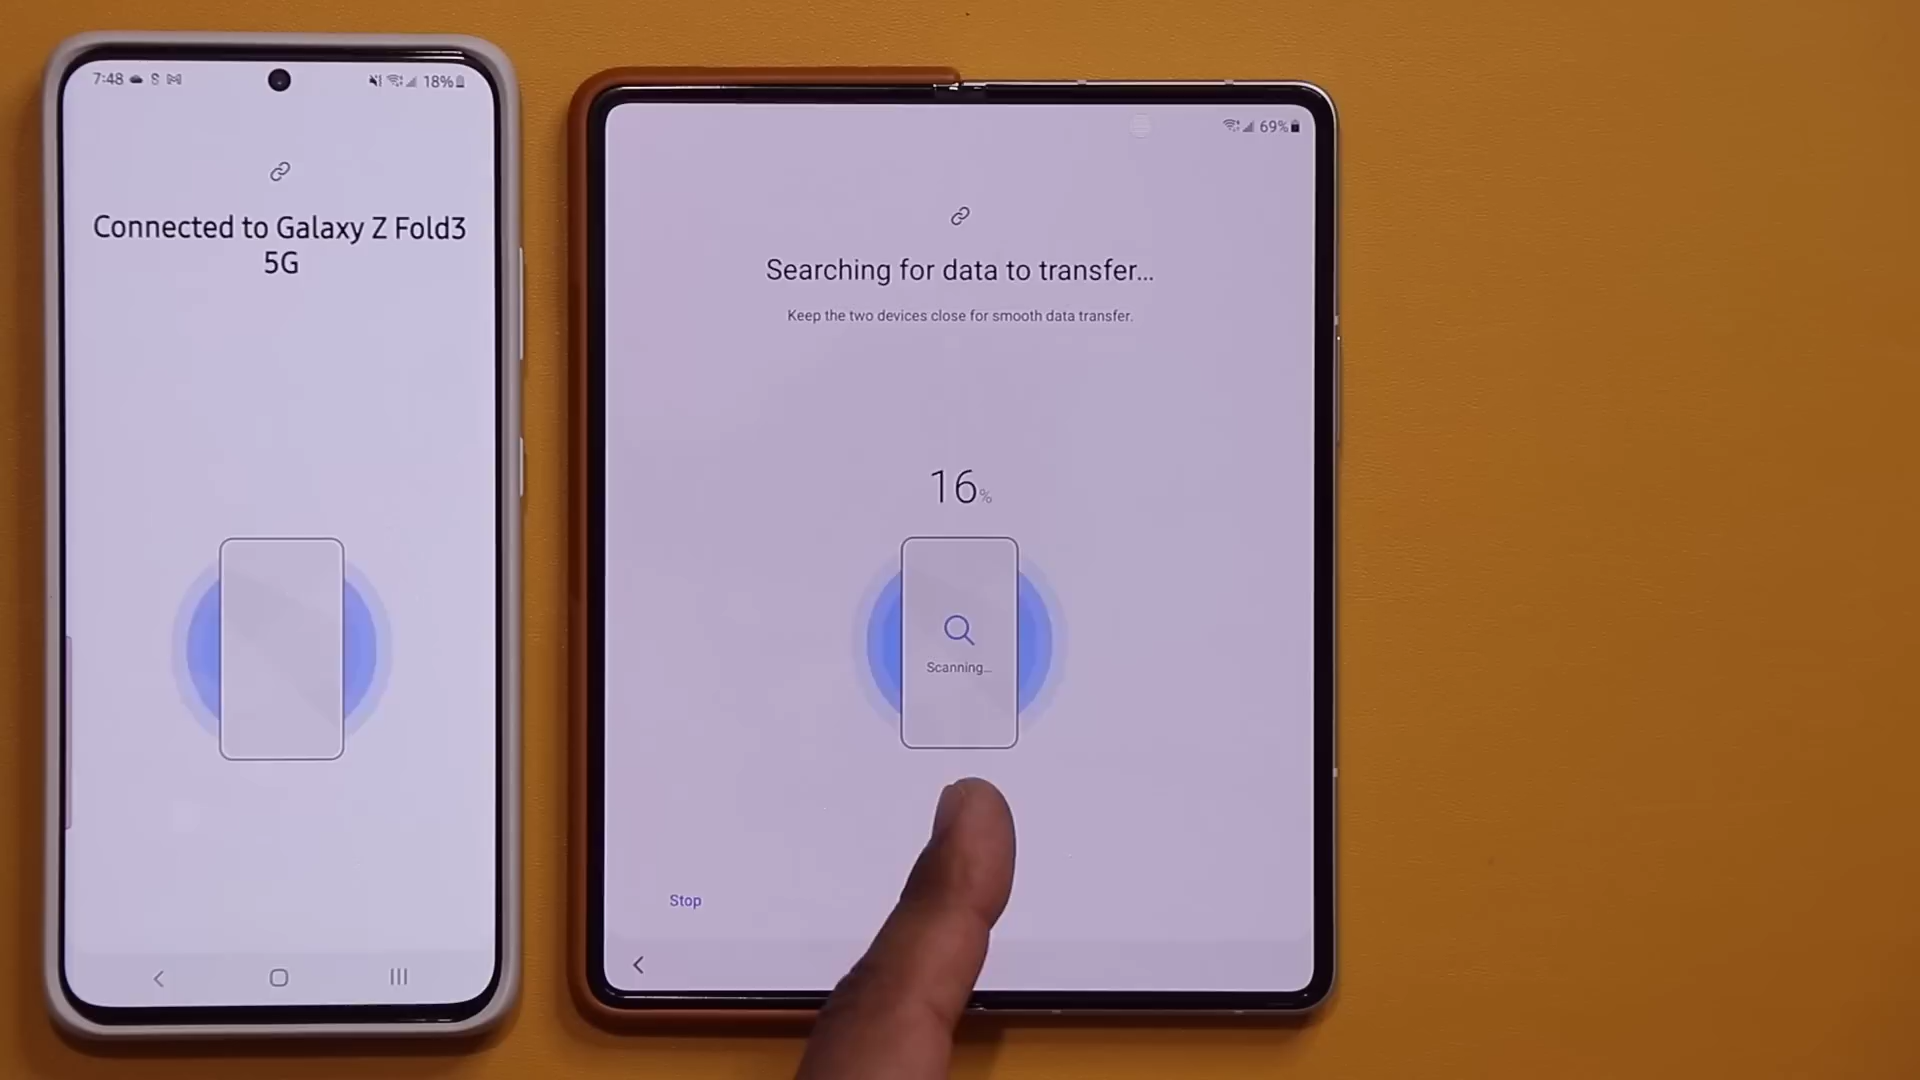 7:48
18%
Connected to Galaxy Z Fold3
5G
69%
Searching for data to transfer...
Keep the two devices close for smooth data transfer.
16%
Scanning...
Stop